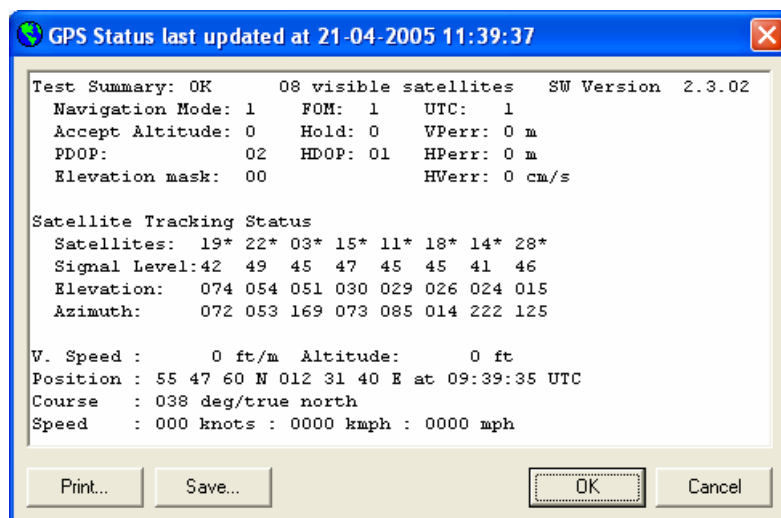 GPS Status last updated at 21-04-2005 11:39:37
Test Summary: OK 08 visible satellites SW Version 2.3.02
Navigation Mode: 1 FOM: 1 UTC: 1
Accept Altitude: 0 Hold: 0 VPerr: 0 m
PDOP: 02 HDOP: 01 HPerr: 0 m
Elevation mask: 00 HVerr: 0 cm/s
Satellite Tracking Status
Satellites: 19* 22* 03* 15* 11* 18* 14* 28*
Signal Level:42 49 45 47 45 45 41 46
Elevation: 074 054 051 030 029 026 024 015
Azimuth: 072 053 169 073 085 014 222 125
V. Speed : 0 ft/m Altitude: 0 ft
Position : 55 47 60 N 012 31 40 E at 09:39:35 UTC
Course : 038 deg/true north
Speed : 000 knots : 0000 kmph : 0000 mph
Print... Save... OK Cancel